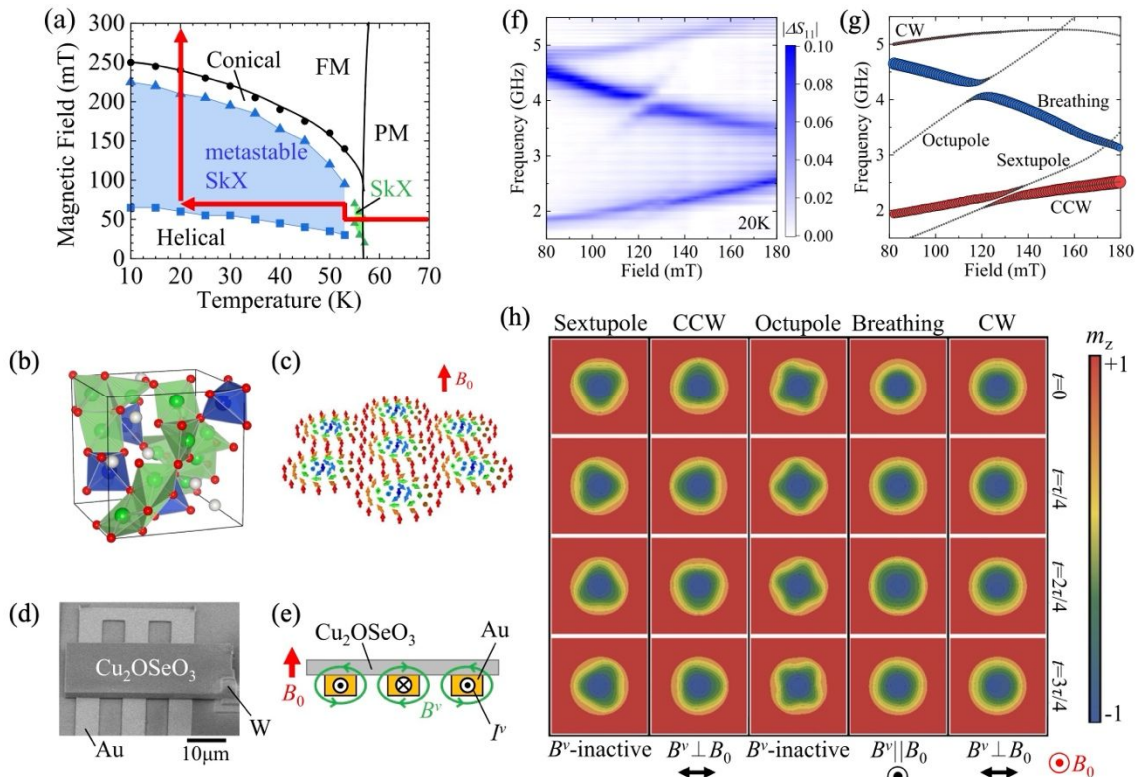 (a)
Magnetic Field (mT)
300
250
200
150
100
50
0
Conical
FM
PM
metastable
SkX
SkX
Helical
10 20 30 40 50 60 70
Temperature (K)
(b)
(c)
B₀
(d)
Cu₂OSeO₃
Au
W
10μm
(e)
Cu₂OSeO₃
Au
B₀
Bᵛ
Iᵛ
(f)
Frequency (GHz)
5
4
3
2
80 100 120 140 160 180
Field (mT)
20K
|ΔS₁₁|
0.10
0.08
0.06
0.04
0.02
0.00
(g)
Frequency (GHz)
5
4
3
2
CW
Breathing
Octupole
Sextupole
CCW
80 100 120 140 160 180
Field (mT)
(h)
Sextupole CCW Octupole Breathing CW
t=0
t=τ/4
t=2τ/4
t=3τ/4
Bᵛ-inactive Bᵛ⊥B₀ Bᵛ-inactive Bᵛ||B₀ Bᵛ⊥B₀
m_z
+1
-1
B₀